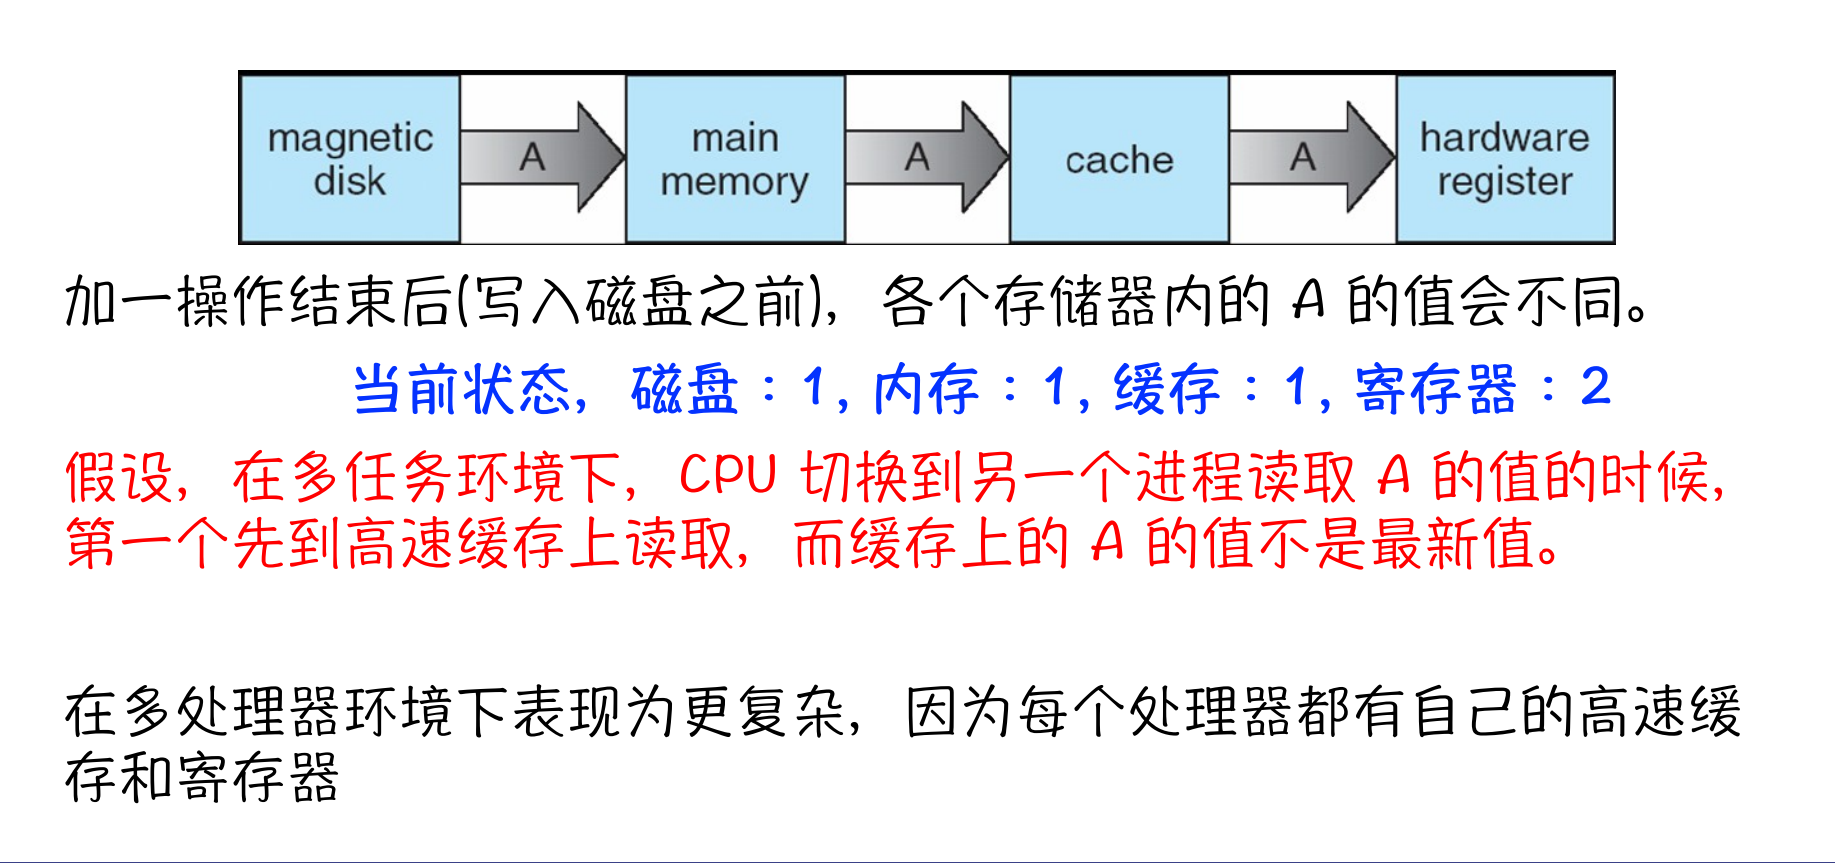 magnetic disk A main memory A cache A hardware register
加一操作结束后(写入磁盘之前)，各个存储器内的 A 的值会不同。
当前状态，磁盘：1, 内存：1, 缓存：1, 寄存器：2
假设，在多任务环境下，CPU 切换到另一个进程读取 A 的值的时候,
第一个先到高速缓存上读取，而缓存上的 A 的值不是最新值。
在多处理器环境下表现为更复杂，因为每个处理器都有自己的高速缓
存和寄存器